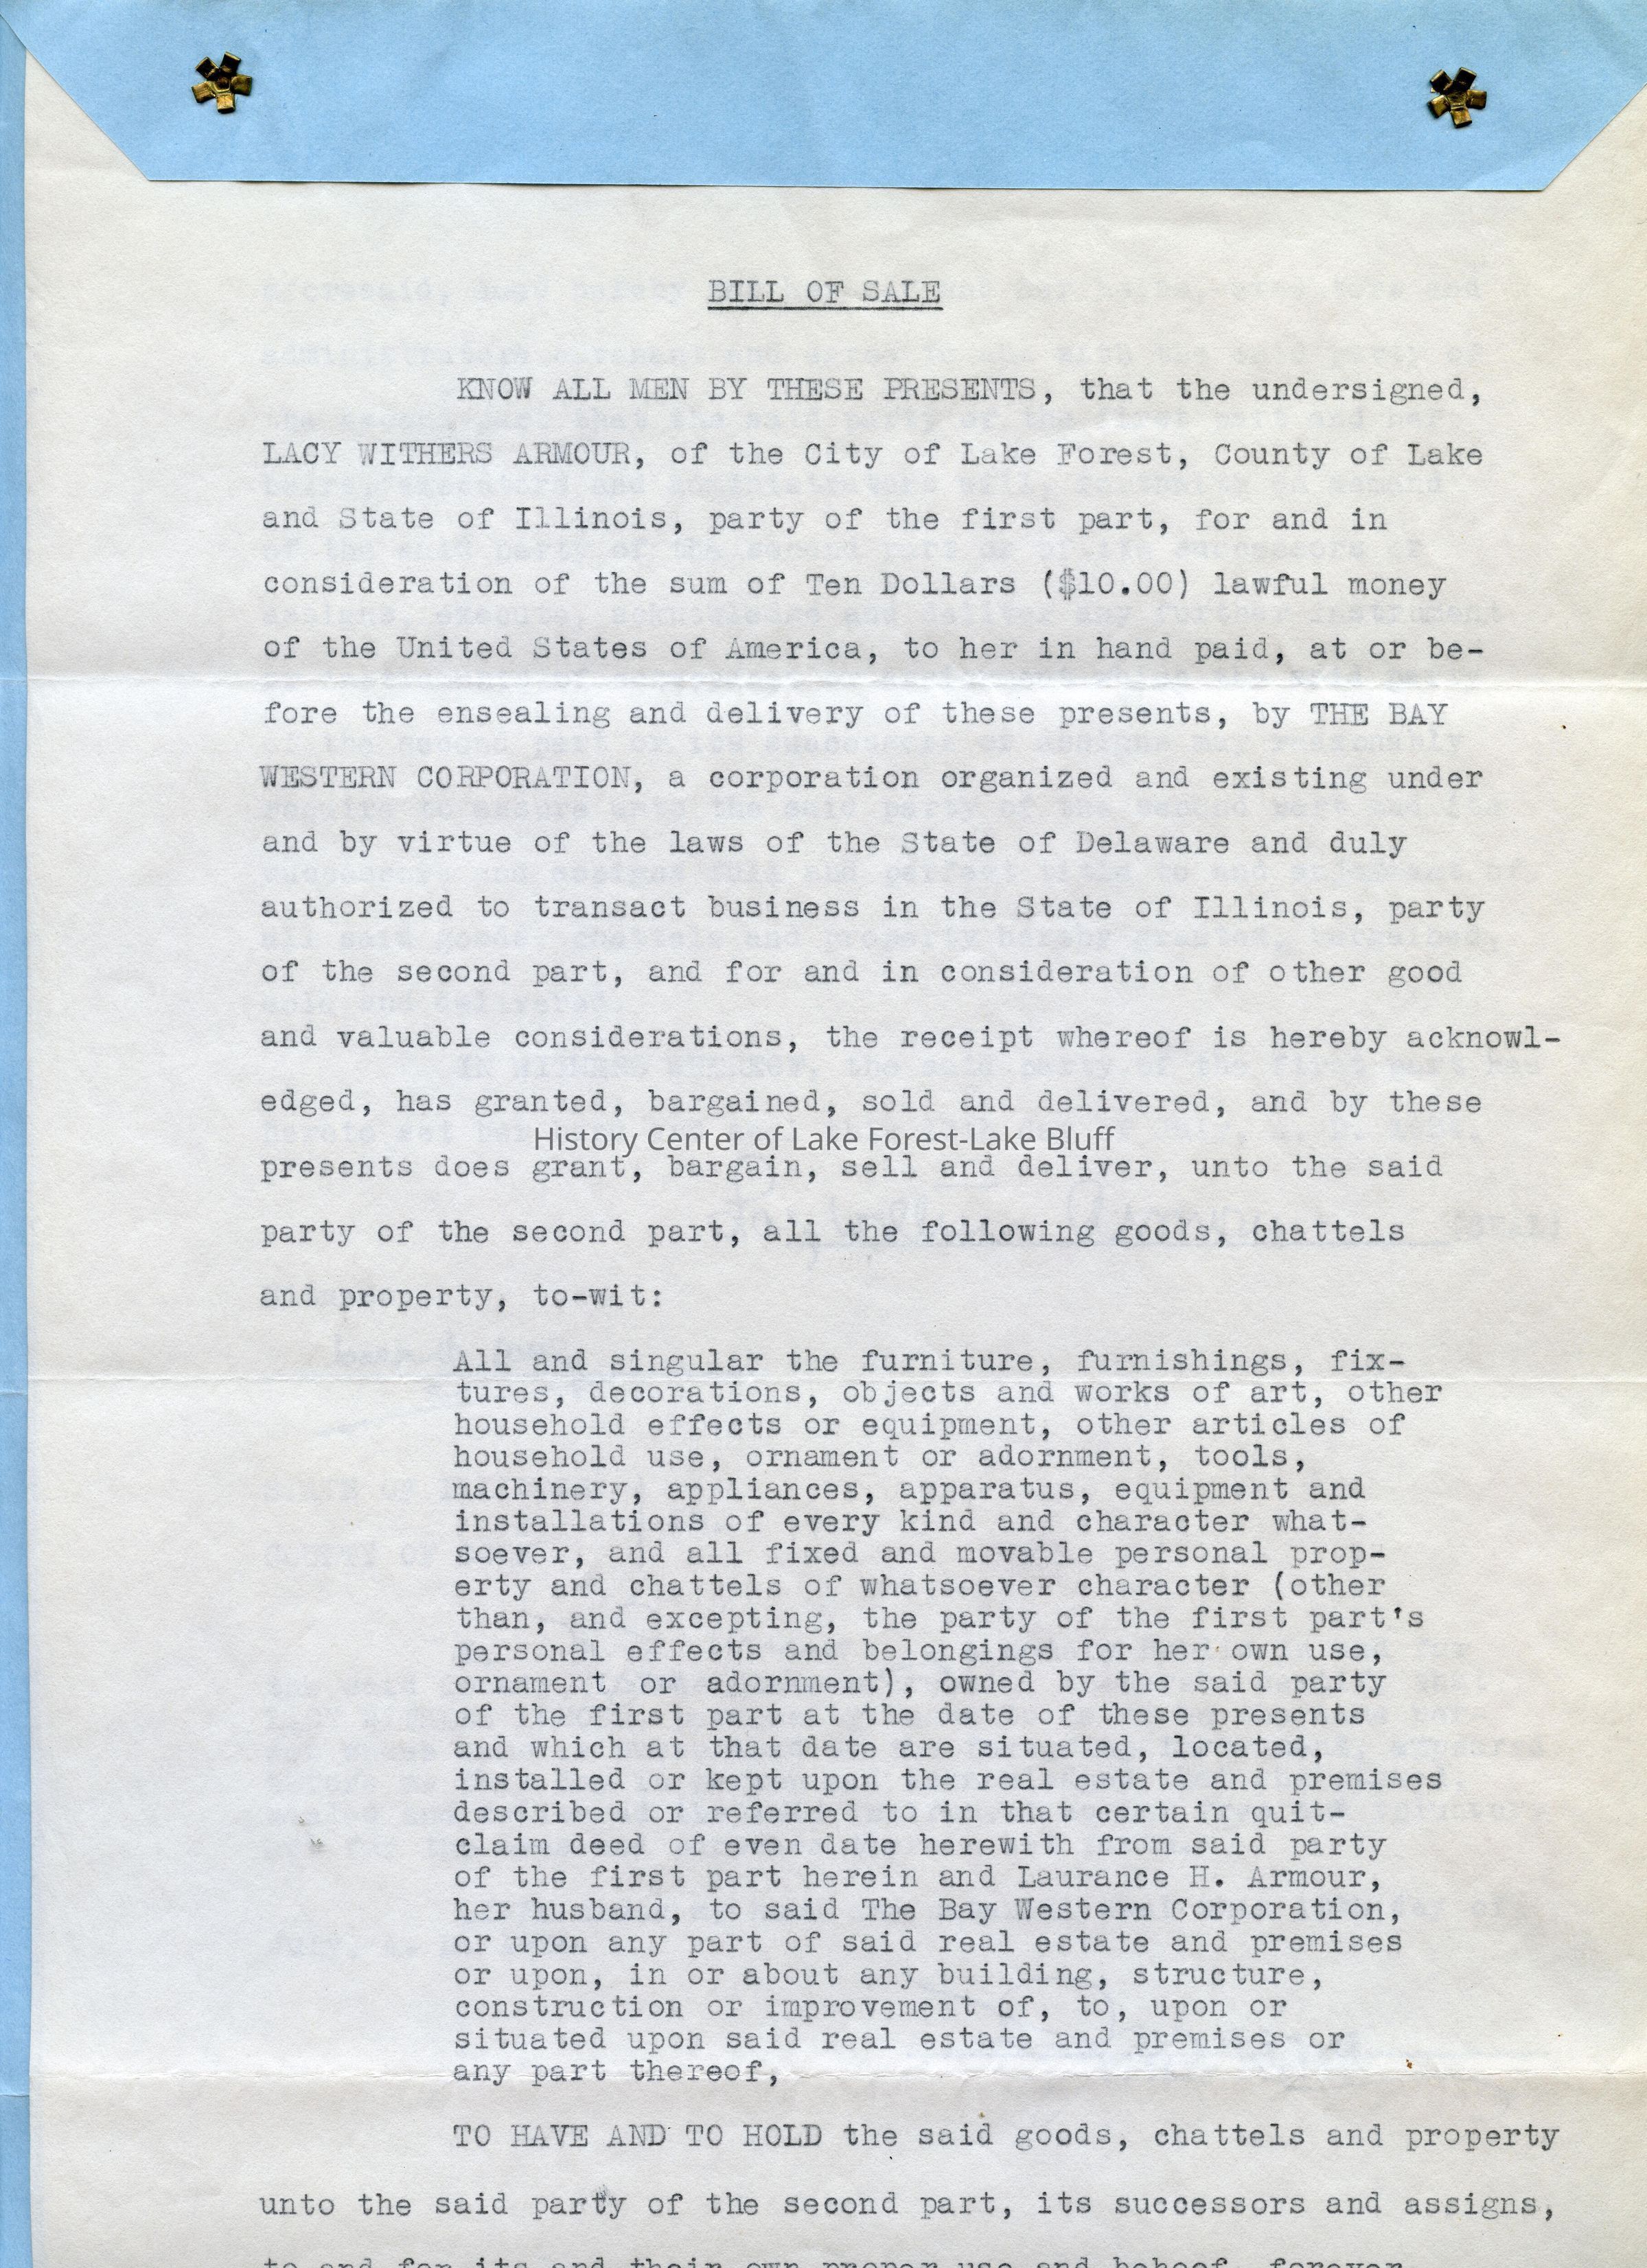 BILL OF SALE
KNOW ALL MEN BY THESE PRESENTS, that the undersigned,
LACY WITHERS ARMOUR, of the City of Lake Forest, County of Lake
and State of Illinois, party of the first part, for and in
consideration of the sum of Ten Dollars ($10.00) lawful money
of the United States of America, to her in hand paid, at or be-
fore the ensealing and delivery of these presents, by THE BAY
WESTERN CORPORATION, a corporation organized and existing under
and by virtue of the laws of the State of Delaware and duly
authorized to transact business in the State of Illinois, party
of the second part, and for and in consideration of other good
and valuable considerations, the receipt whereof is hereby acknowl-
edged, has granted, bargained, sold and delivered, and by these
History Center of Lake Forest-Lake Bluff
presents does grant, bargain, sell and deliver, unto the said
party of the second part, all the following goods, chattels
and property, to-wit:
All and singular the furniture, furnishings, fix-
tures, decorations, objects and works of art, other
household effects or equipment, other articles of
household use, ornament or adornment, tools,
machinery, appliances, apparatus, equipment and
installations of every kind and character what-
soever, and all fixed and movable personal prop-
erty and chattels of whatsoever character (other
than, and excepting, the party of the first part's
personal effects and belongings for her own use,
ornament or adornment), owned by the said party
of the first part at the date of these presents
and which at that date are situated, located,
installed or kept upon the real estate and premises
described or referred to in that certain quit-
claim deed of even date herewith from said party
of the first part herein and Laurance H. Armour,
her husband, to said The Bay Western Corporation,
or upon any part of said real estate and premises
or upon, in or about any building, structure,
construction or improvement of, to, upon or
situated upon said real estate and premises or
any part thereof,
TO HAVE AND TO HOLD the said goods, chattels and property
unto the said party of the second part, its successors and assigns,
to and for its and their own proper use and behoof, forever